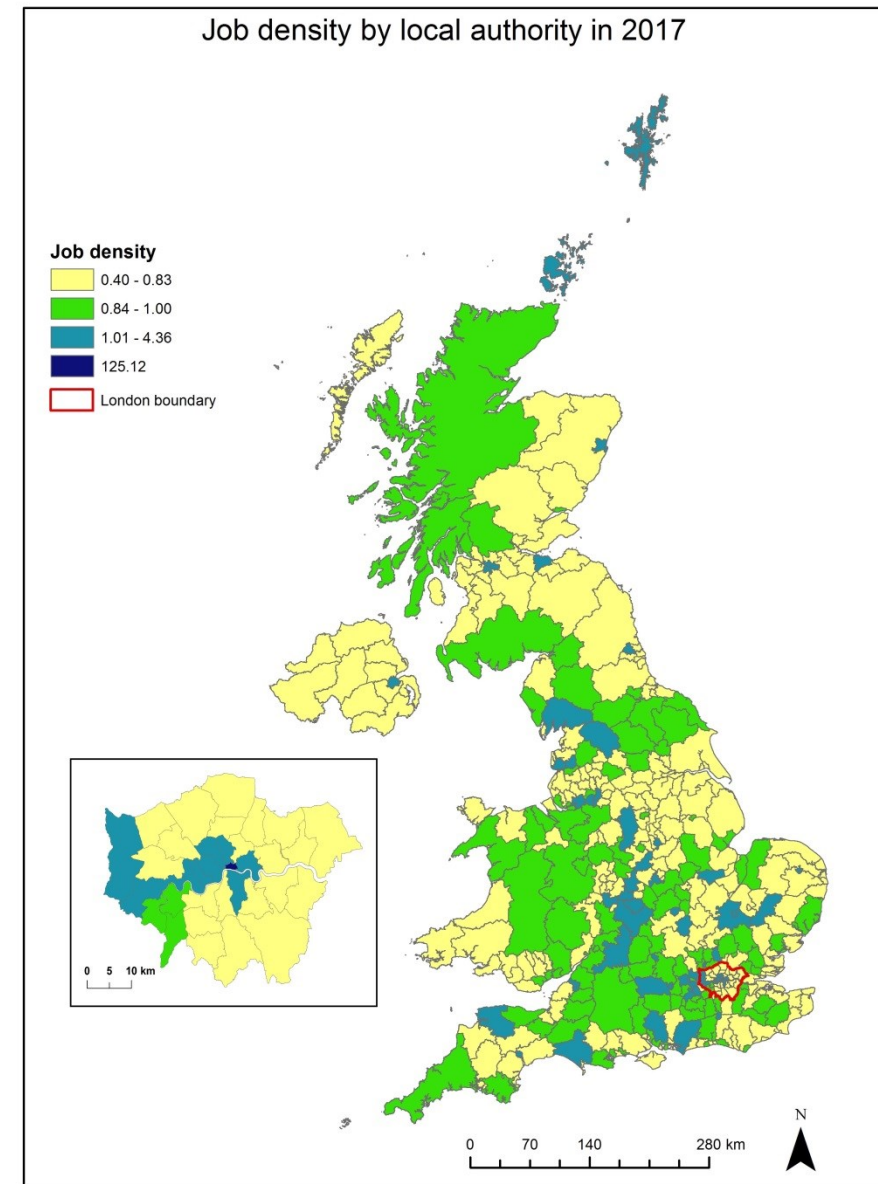 Job density by local authority in 2017
Job density
0.40 - 0.83
0.84 - 1.00
1.01 - 4.36
125.12
London boundary
0 5 10 km
N
0 70 140 280 km